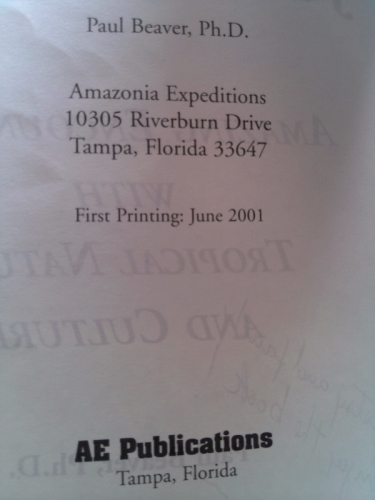 Paul Beaver, Ph.D.
Amazonia Expeditions
10305 Riverburn Drive
Tampa, Florida 33647
First Printing: June 2001
AE Publications
Tampa, Florida